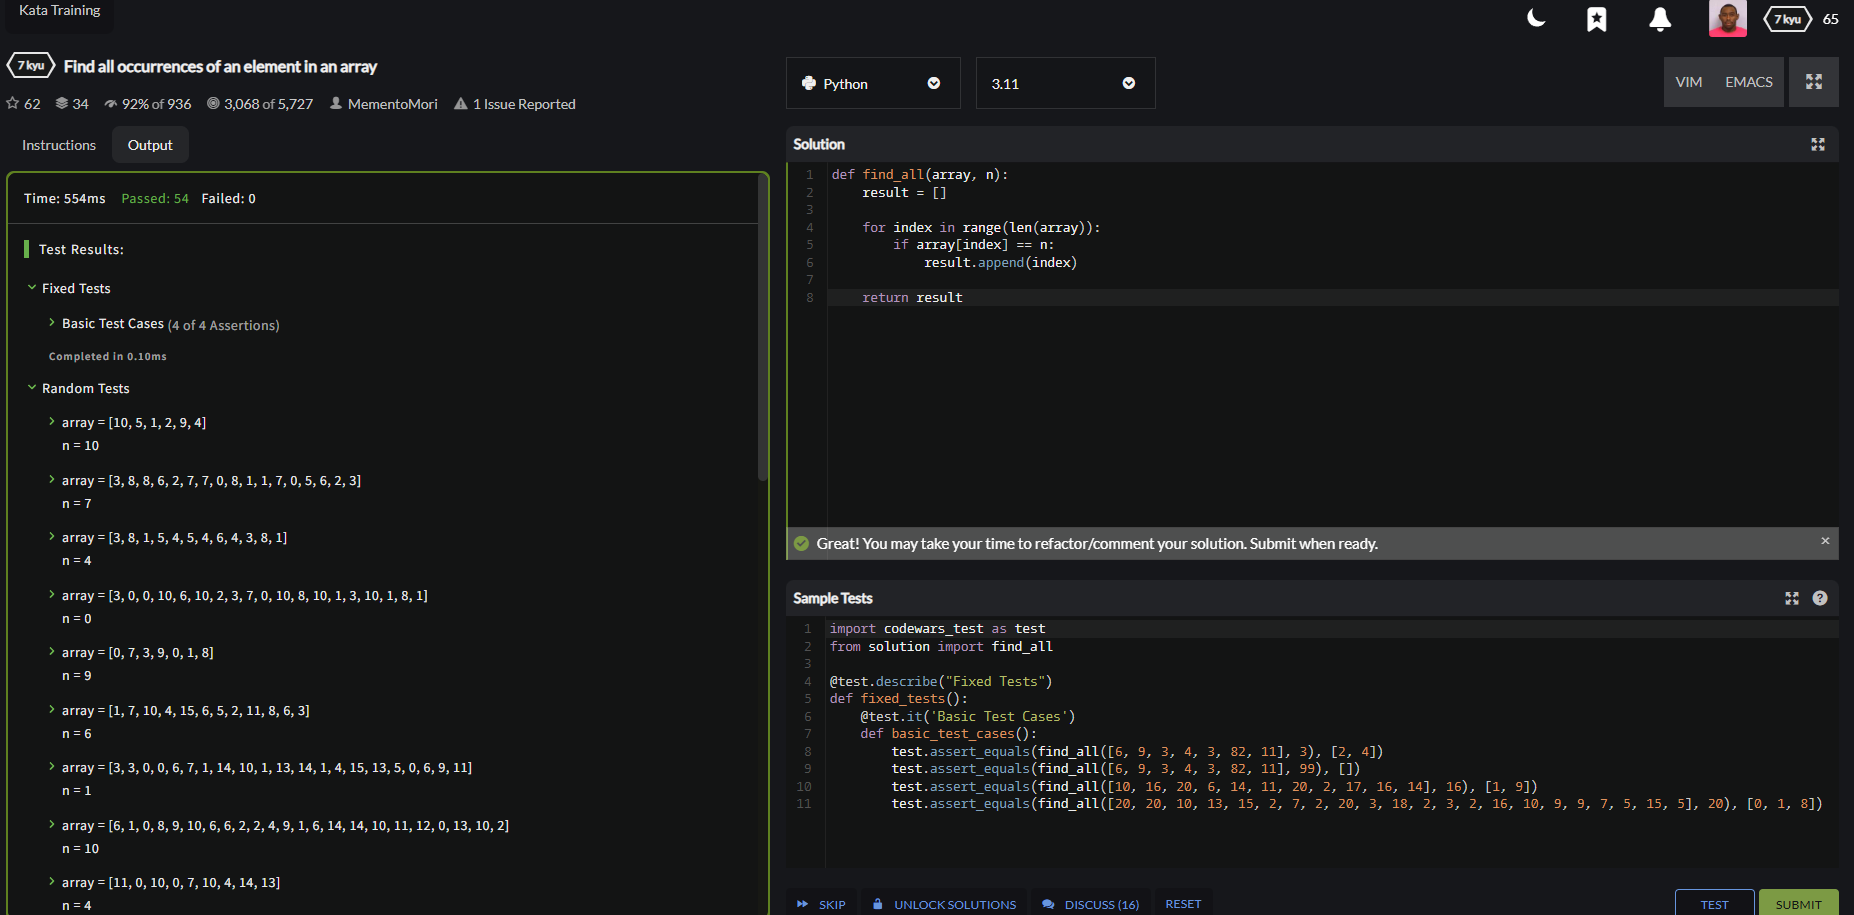 Kata Training
7 kyu
65
7 kyu Find all occurrences of an element in an array
62 34 92% of 936 3,068 of 5,727 MementoMori 1 Issue Reported
Instructions Output
Time: 554ms Passed: 54 Failed: 0
Test Results:
Fixed Tests
Basic Test Cases (4 of 4 Assertions)
Completed in 0.10ms
Random Tests
array = [10, 5, 1, 2, 9, 4]
n = 10
array = [3, 8, 8, 6, 2, 7, 7, 0, 8, 1, 1, 7, 0, 5, 6, 2, 3]
n = 7
array = [3, 8, 1, 5, 4, 5, 4, 6, 4, 3, 8, 1]
n = 4
array = [3, 0, 0, 10, 6, 10, 2, 3, 7, 0, 10, 8, 10, 1, 3, 10, 1, 8, 1]
n = 0
array = [0, 7, 3, 9, 0, 1, 8]
n = 9
array = [1, 7, 10, 4, 15, 6, 5, 2, 11, 8, 6, 3]
n = 6
array = [3, 3, 0, 0, 6, 7, 1, 14, 10, 1, 13, 14, 1, 4, 15, 13, 5, 0, 6, 9, 11]
n = 1
array = [6, 1, 0, 8, 9, 10, 6, 6, 2, 2, 4, 9, 1, 6, 14, 14, 10, 11, 12, 0, 13, 10, 2]
n = 10
array = [11, 0, 10, 0, 7, 10, 4, 14, 13]
n = 4
Python 3.11 VIM EMACS
Solution
1 def find_all(array, n):
2 result = []
3
4 for index in range(len(array)):
5 if array[index] == n:
6 result.append(index)
7
8 return result
Great! You may take your time to refactor/comment your solution. Submit when ready. ×
Sample Tests ?
1 import codewars_test as test
2 from solution import find_all
3
4 @test.describe("Fixed Tests")
5 def fixed_tests():
6 @test.it('Basic Test Cases')
7 def basic_test_cases():
8 test.assert_equals(find_all([6, 9, 3, 4, 3, 82, 11], 3), [2, 4])
9 test.assert_equals(find_all([6, 9, 3, 4, 3, 82, 11], 99), [])
10 test.assert_equals(find_all([10, 16, 20, 6, 14, 11, 20, 2, 17, 16, 14], 16), [1, 9])
11 test.assert_equals(find_all([20, 20, 10, 13, 15, 2, 7, 2, 20, 3, 18, 2, 3, 2, 16, 10, 9, 9, 7, 5, 15, 5], 20), [0, 1, 8])
SKIP UNLOCK SOLUTIONS DISCUSS (16) RESET TEST SUBMIT